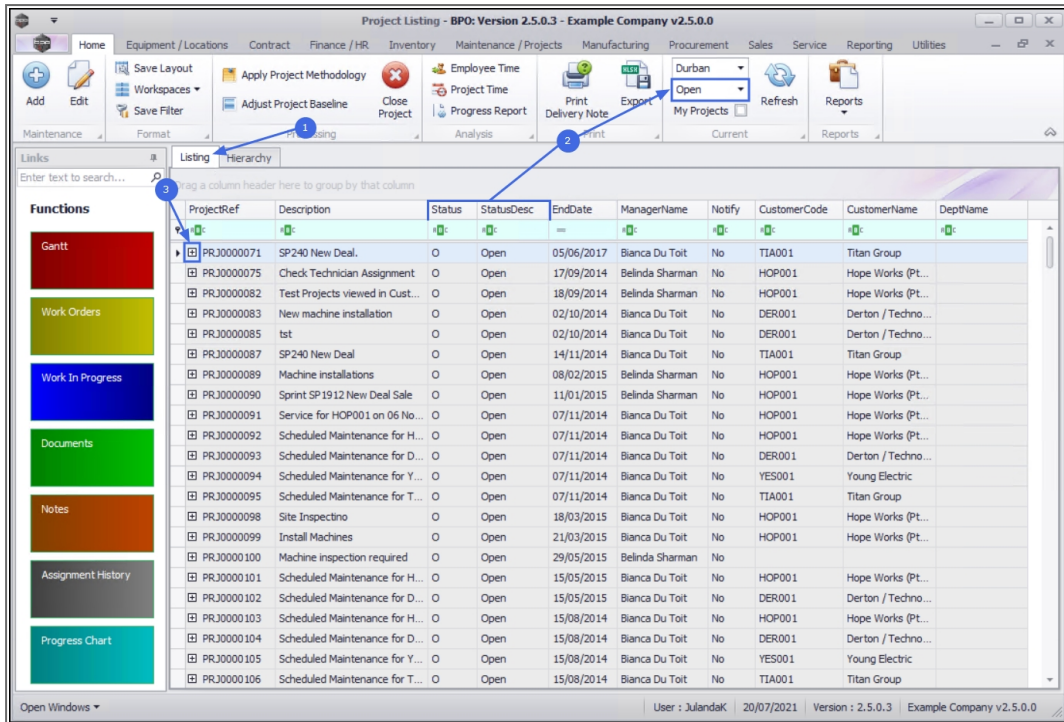 Project Listing - BPO: Version 2.5.0.3 - Example Company v2.5.0.0
Home Equipment / Locations Contract Finance / HR Inventory Maintenance / Projects Manufacturing Procurement Sales Service Reporting Utilities
Add
Edit
Save Layout
Workspaces
Save Filter
Apply Project Methodology
Adjust Project Baseline
Close
Project
Employee Time
Project Time
Progress Report
Print
Delivery Note
XLSX
Export
Durban
Open
My Projects
Refresh
Reports
Maintenance Format Analysis Print Current Reports
1
2
3
Links
Enter text to search...
Functions
Gantt
Work Orders
Work In Progress
Documents
Notes
Assignment History
Progress Chart
Listing Hierarchy
Drag a column header here to group by that column
ProjectRef Description Status StatusDesc EndDate ManagerName Notify CustomerCode CustomerName DeptName
PRJ0000071 SP240 New Deal. O Open 05/06/2017 Bianca Du Toit No TIA001 Titan Group
PRJ0000075 Check Technician Assignment O Open 17/09/2014 Belinda Sharman No HOP001 Hope Works (Pt...
PRJ0000082 Test Projects viewed in Cust... O Open 18/09/2014 Belinda Sharman No HOP001 Hope Works (Pt...
PRJ0000083 New machine installation O Open 02/10/2014 Bianca Du Toit No DER001 Derton / Techno...
PRJ0000085 tst O Open 02/10/2014 Bianca Du Toit No DER001 Derton / Techno...
PRJ0000087 SP240 New Deal O Open 14/11/2014 Bianca Du Toit No TIA001 Titan Group
PRJ0000089 Machine installations O Open 08/02/2015 Belinda Sharman No HOP001 Hope Works (Pt...
PRJ0000090 Sprint SP1912 New Deal Sale O Open 11/01/2015 Belinda Sharman No HOP001 Hope Works (Pt...
PRJ0000091 Service for HOP001 on 06 No... O Open 07/11/2014 Bianca Du Toit No HOP001 Hope Works (Pt...
PRJ0000092 Scheduled Maintenance for H... O Open 07/11/2014 Bianca Du Toit No HOP001 Hope Works (Pt...
PRJ0000093 Scheduled Maintenance for D... O Open 07/11/2014 Bianca Du Toit No DER001 Derton / Techno...
PRJ0000094 Scheduled Maintenance for Y... O Open 07/11/2014 Bianca Du Toit No YES001 Young Electric
PRJ0000095 Scheduled Maintenance for T... O Open 07/11/2014 Bianca Du Toit No TIA001 Titan Group
PRJ0000098 Site Inspectino O Open 18/03/2015 Bianca Du Toit No HOP001 Hope Works (Pt...
PRJ0000099 Install Machines O Open 21/03/2015 Bianca Du Toit No HOP001 Hope Works (Pt...
PRJ0000100 Machine inspection required O Open 29/05/2015 Belinda Sharman No
PRJ0000101 Scheduled Maintenance for H... O Open 15/05/2015 Bianca Du Toit No HOP001 Hope Works (Pt...
PRJ0000102 Scheduled Maintenance for D... O Open 15/05/2015 Bianca Du Toit No DER001 Derton / Techno...
PRJ0000103 Scheduled Maintenance for H... O Open 15/08/2014 Bianca Du Toit No HOP001 Hope Works (Pt...
PRJ0000104 Scheduled Maintenance for D... O Open 15/08/2014 Bianca Du Toit No DER001 Derton / Techno...
PRJ0000105 Scheduled Maintenance for Y... O Open 15/08/2014 Bianca Du Toit No YES001 Young Electric
PRJ0000106 Scheduled Maintenance for T... O Open 15/08/2014 Bianca Du Toit No TIA001 Titan Group
Open Windows User : JulandaK 20/07/2021 Version : 2.5.0.3 Example Company v2.5.0.0